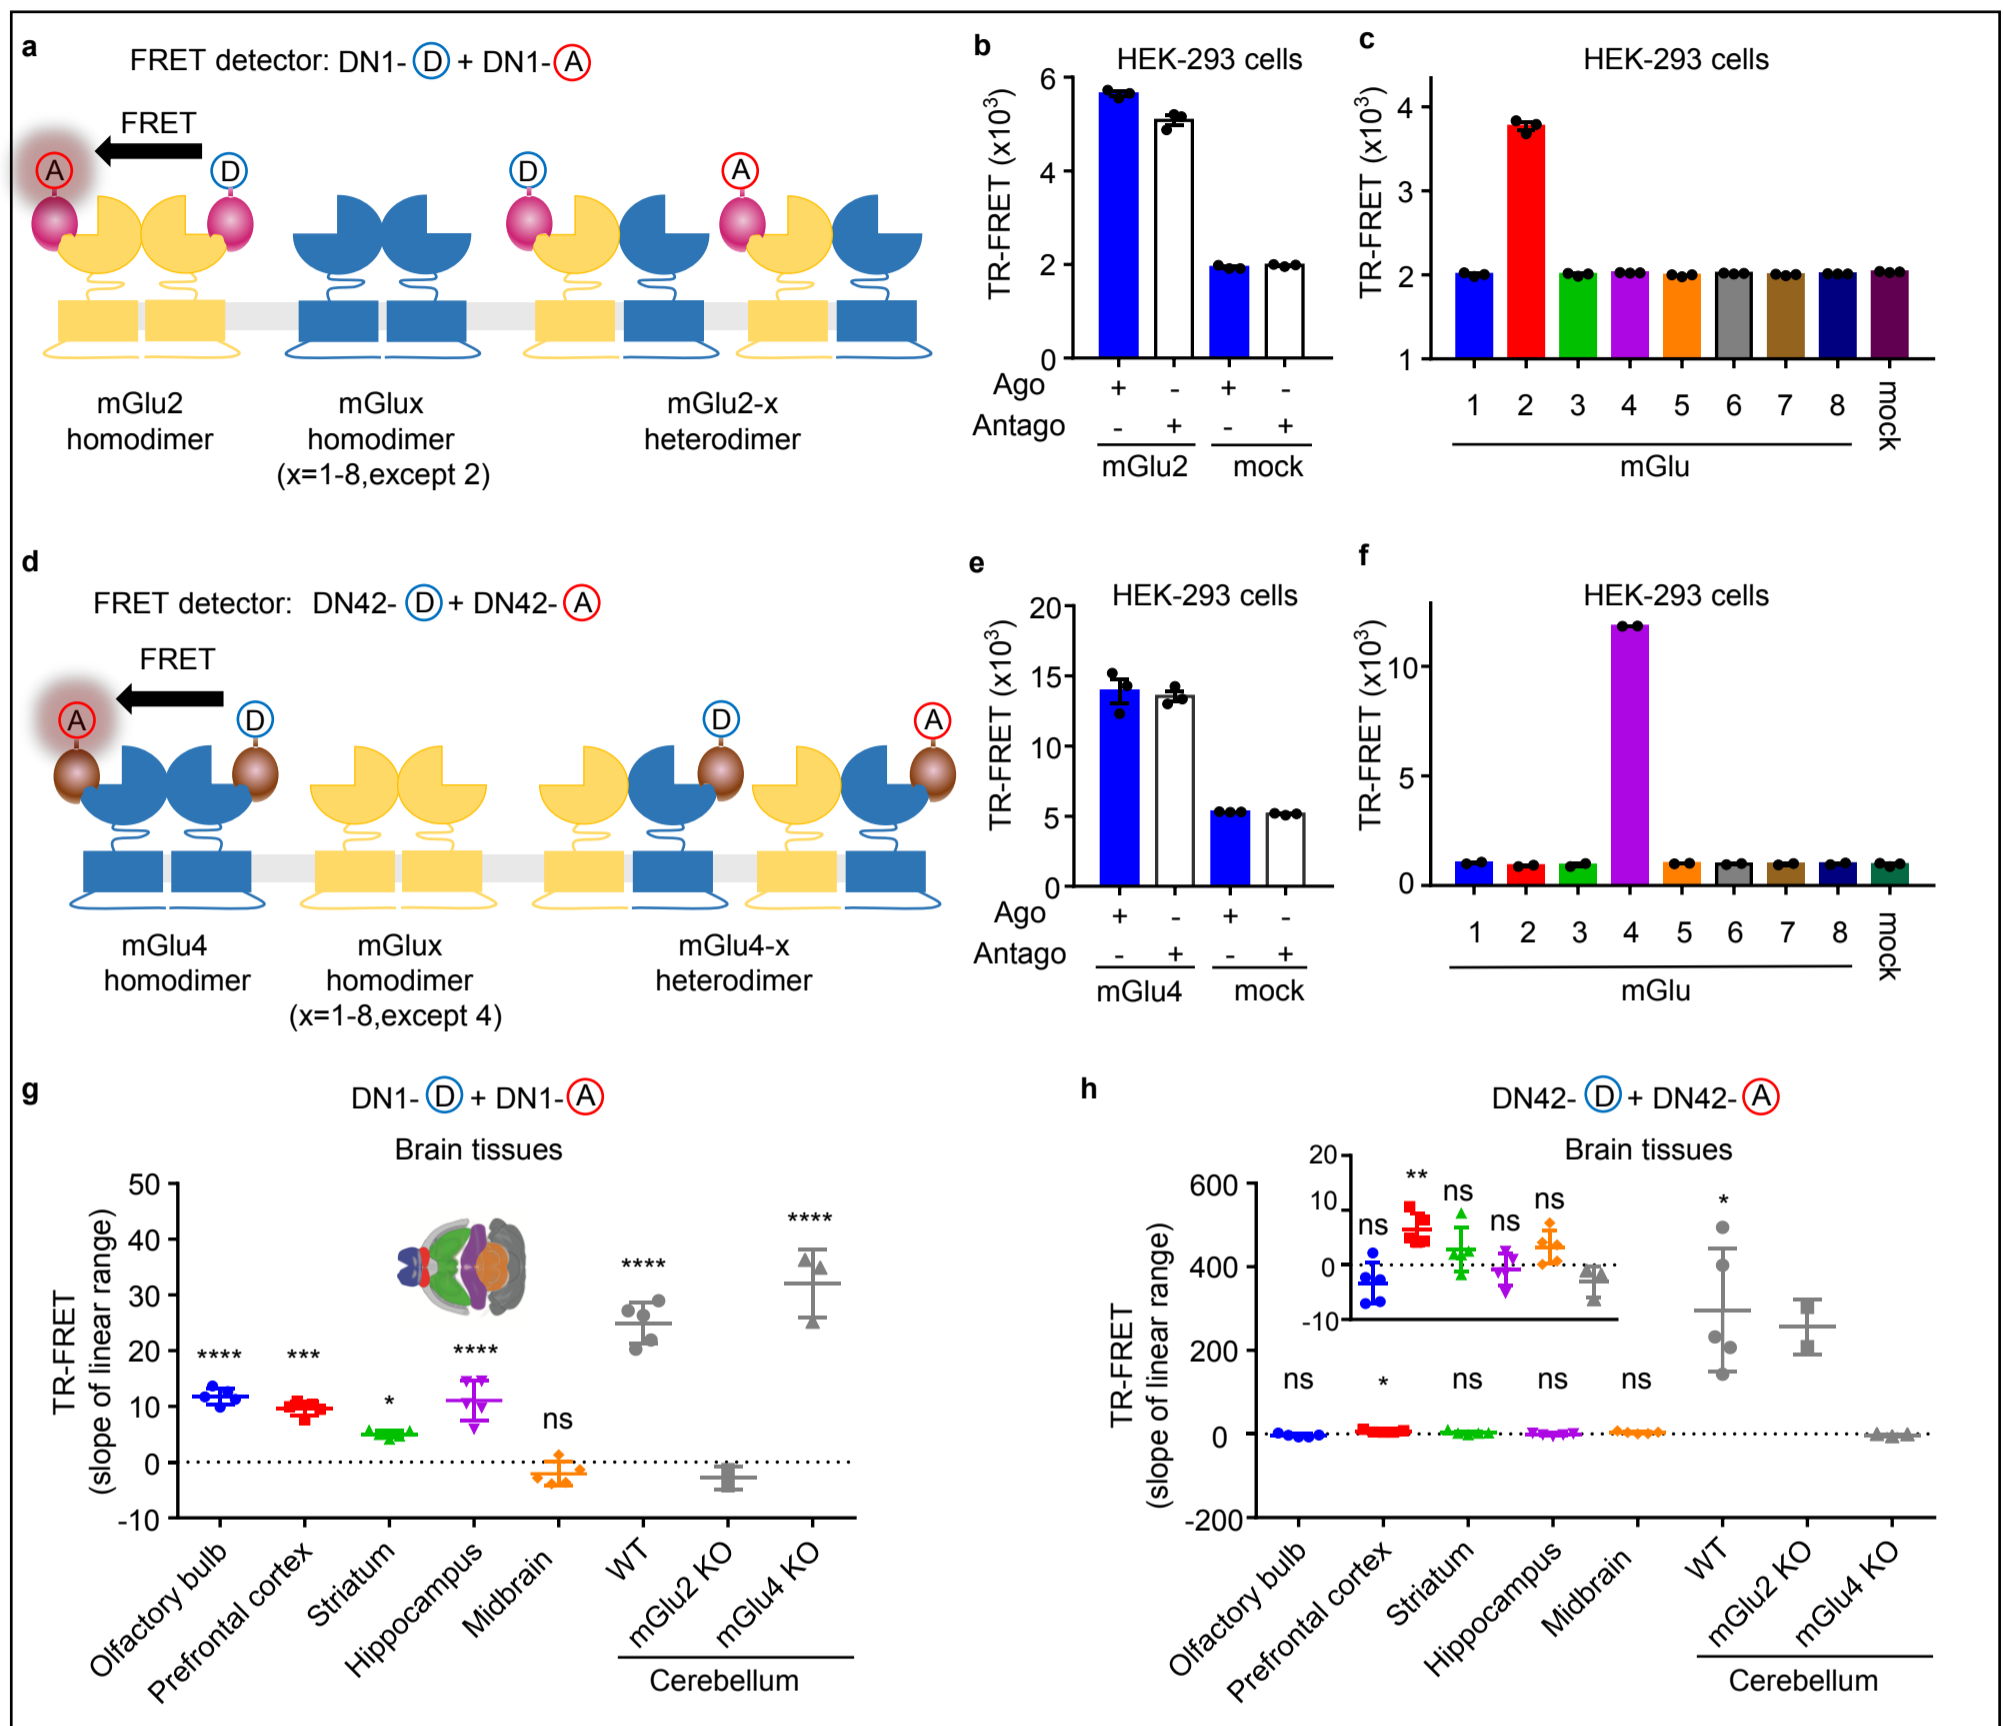 a
FRET detector: DN1- D + DN1- A
FRET
A
D
D
A
mGlu2
homodimer
mGlux
homodimer
(x=1-8,except 2)
mGlu2-x
heterodimer
b
HEK-293 cells
TR-FRET (x10³)
6
4
2
0
Ago + - + -
Antago - + - +
mGlu2 mock
c
HEK-293 cells
TR-FRET (x10³)
4
3
2
1
1 2 3 4 5 6 7 8 mock
mGlu
d
FRET detector: DN42- D + DN42- A
FRET
A
D
D
A
mGlu4
homodimer
mGlux
homodimer
(x=1-8,except 4)
mGlu4-x
heterodimer
e
HEK-293 cells
TR-FRET (x10³)
20
15
10
5
0
Ago + - + -
Antago - + - +
mGlu4 mock
f
HEK-293 cells
TR-FRET (x10³)
10
5
0
1 2 3 4 5 6 7 8 mock
mGlu
g
DN1- D + DN1- A
Brain tissues
TR-FRET
(slope of linear range)
50
40
30
20
10
0
-10
**** *** * **** ns **** ****
Olfactory bulb
Prefrontal cortex
Striatum
Hippocampus
Midbrain
WT
mGlu2 KO
mGlu4 KO
Cerebellum
h
DN42- D + DN42- A
Brain tissues
TR-FRET
(slope of linear range)
600
400
200
0
-200
20
10
0
-10
ns ** ns ns ns
ns * ns ns ns *
Olfactory bulb
Prefrontal cortex
Striatum
Hippocampus
Midbrain
WT
mGlu2 KO
mGlu4 KO
Cerebellum